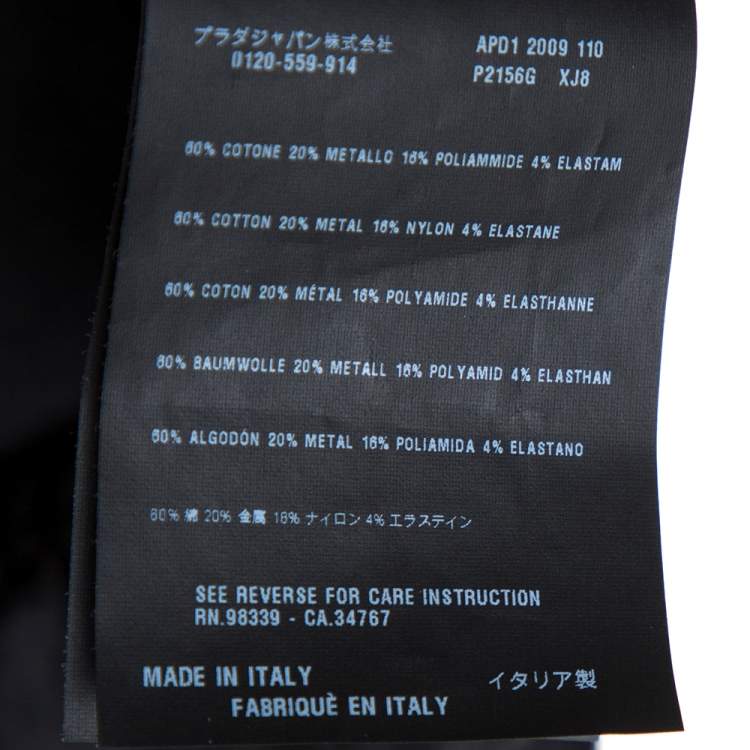 プラダジャパン株式会社 APD1 2009 110
0120-559-914 P2156G XJ8
60% COTONE 20% METALLO 16% POLIAMMIDE 4% ELASTAM
60% COTTON 20% METAL 16% NYLON 4% ELASTANE
60% COTON 20% MÉTAL 16% POLYAMIDE 4% ELASTHANNE
60% BAUMWOLLE 20% METALL 16% POLYAMID 4% ELASTHAN
60% ALGODÓN 20% METAL 16% POLIAMIDA 4% ELASTANO
60% 綿 20% 金属 16% ナイロン 4% エラステイン
SEE REVERSE FOR CARE INSTRUCTION
RN.98339 - CA.34767
MADE IN ITALY イタリア製
FABRIQUÈ EN ITALY